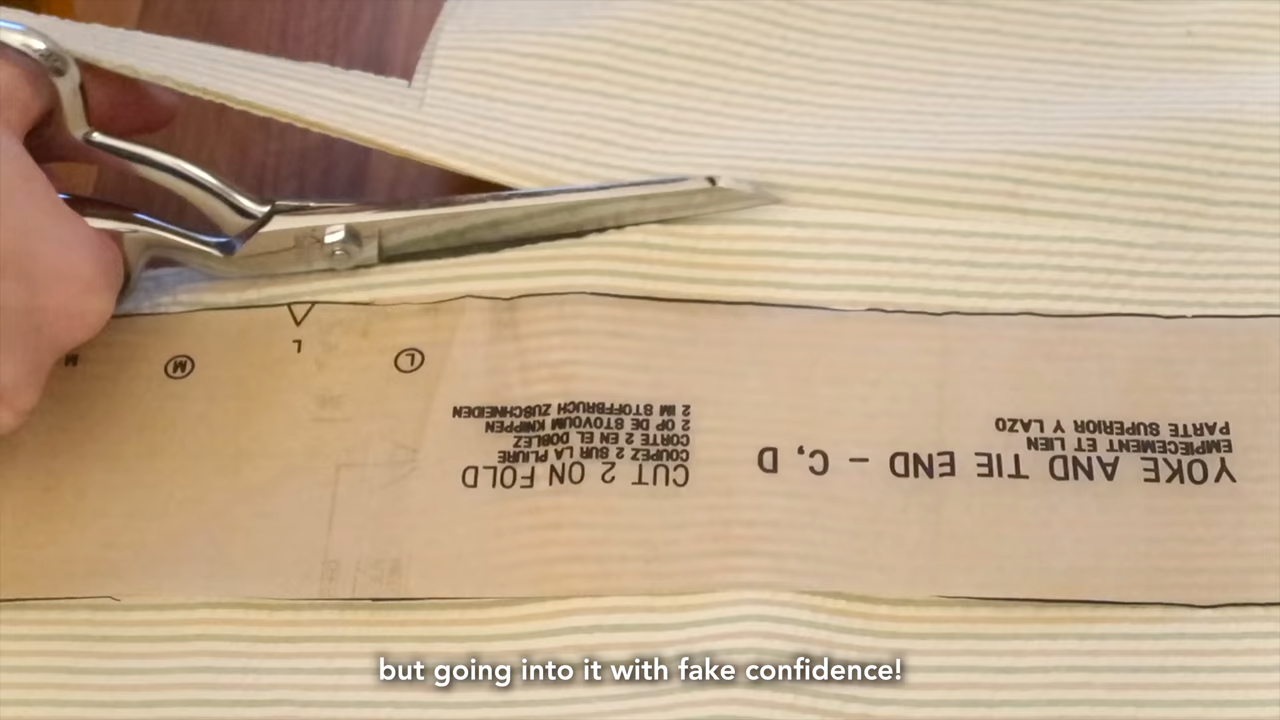 L
M
M
L
YOKE AND TIE END - C, D
EMPIECEMENT ET LIEN
PARTE SUPERIOR Y LAZO
CUT 2 ON FOLD
COUPEZ 2 SUR LA PLIURE
CORTE 2 EN EL DOBLEZ
2 OP DE STOVOUM KNIPPEN
2 IM STOFFBRUCH ZUSCHNEIDEN
but going into it with fake confidence!